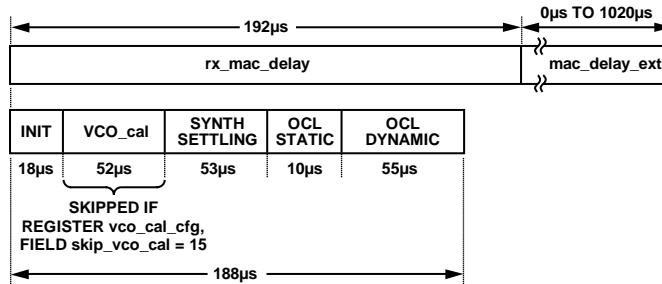 192µs
0µs TO 1020µs
rx_mac_delay
mac_delay_ext
INIT
VCO_cal
SYNTH
SETTLING
OCL
STATIC
OCL
DYNAMIC
18µs
52µs
53µs
10µs
55µs
SKIPPED IF
REGISTER vco_cal_cfg,
FIELD skip_vco_cal = 15
188µs